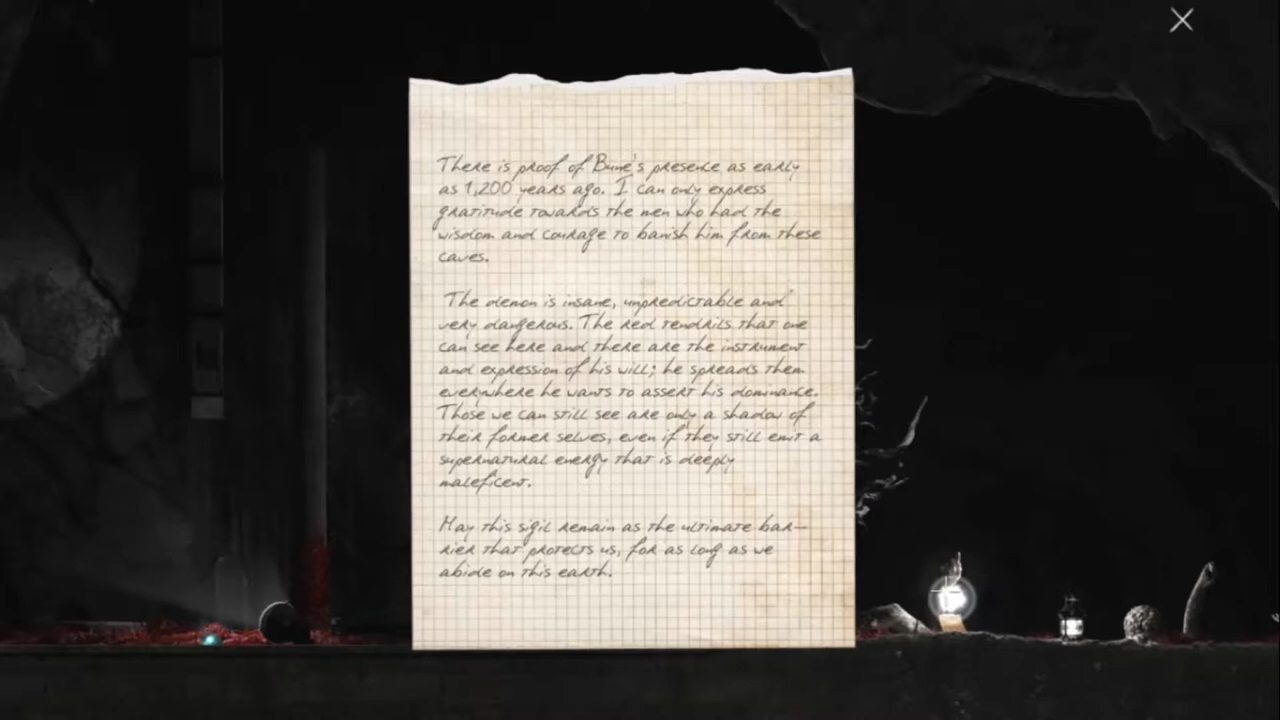 There is proof of Buné's presence as early
as 1,200 years ago. I can only express
gratitude towards the men who had the
wisdom and courage to banish him from these
caves.
The demon is insane, unpredictable and
very dangerous. The red tendrils that one
can see here and there are the instrument
and expression of his will; he spreads them
everywhere he wants to assert his dominance.
Those we can still see are only a shadow of
their former selves, even if they still emit a
supernatural energy that is deeply
maleficent.
May this sigil remain as the ultimate bar-
rier that protects us, for as long as we
abide on this earth.